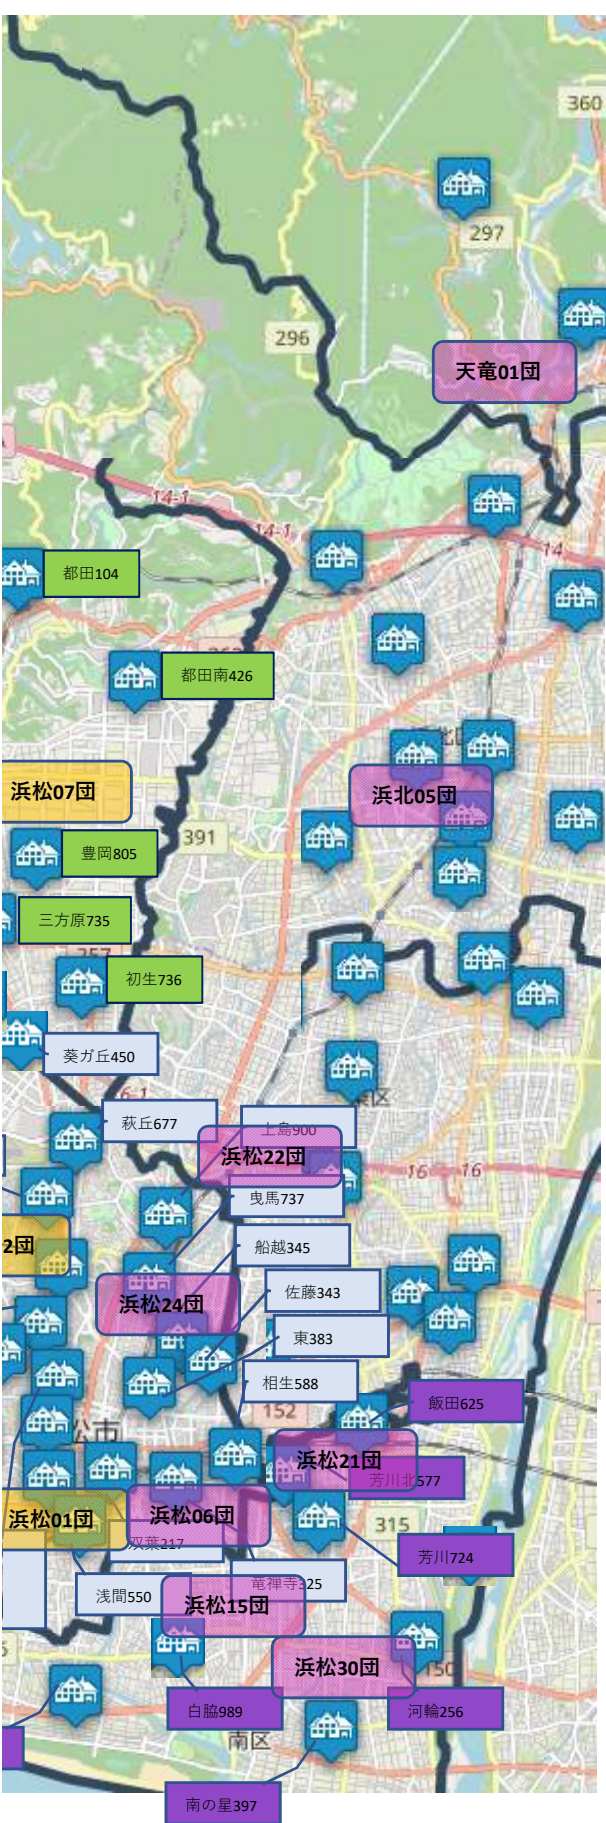 360
297
296
天竜01団
14-1
14-1
14
都田104
都田南426
浜松07団
浜北05団
391
豊岡805
三方原735
初生736
葵ガ丘450
萩丘677
上島900
浜松22団
16
16
曳馬737
船越345
2団
佐藤343
浜松24団
東383
相生588
飯田625
152
松市
浜松21団
芳川北577
浜松01団
浜松06団
315
双葉217
芳川724
竜禅寺325
浅間550
浜松15団
浜松30団
150
白脇989
河輪256
南区
南の星397